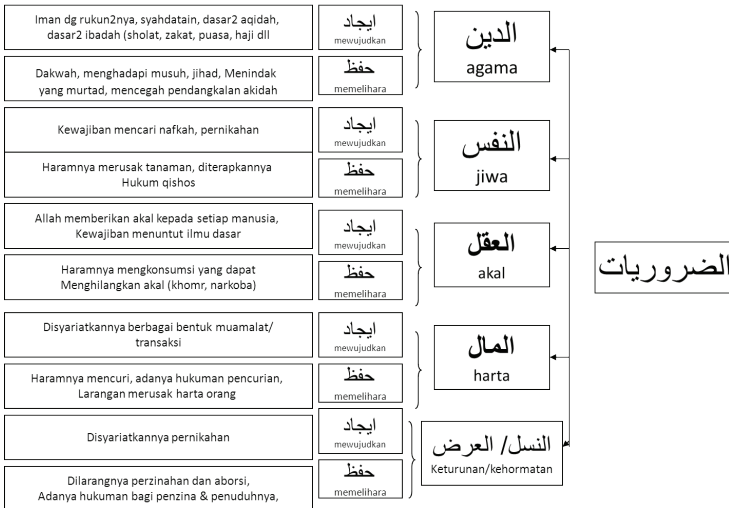 الضروريات
الدين
agama
ايجاد
mewujudkan
Iman dg rukun2nya, syahdatain, dasar2 aqidah,
dasar2 ibadah (sholat, zakat, puasa, haji dll
حفظ
memelihara
Dakwah, menghadapi musuh, jihad, Menindak
yang murtad, mencegah pendangkalan akidah
النفس
jiwa
ايجاد
mewujudkan
Kewajiban mencari nafkah, pernikahan
حفظ
memelihara
Haramnya merusak tanaman, diterapkannya
Hukum qishos
العقل
akal
ايجاد
mewujudkan
Allah memberikan akal kepada setiap manusia,
Kewajiban menuntut ilmu dasar
حفظ
memelihara
Haramnya mengkonsumsi yang dapat
Menghilangkan akal (khomr, narkoba)
المال
harta
ايجاد
mewujudkan
Disyariatkannya berbagai bentuk muamalat/
transaksi
حفظ
memelihara
Haramnya mencuri, adanya hukuman pencurian,
Larangan merusak harta orang
النسل/ العرض
Keturunan/kehormatan
ايجاد
mewujudkan
Disyariatkannya pernikahan
حفظ
memelihara
Dilarangnya perzinahan dan aborsi,
Adanya hukuman bagi penzina & penuduhnya,